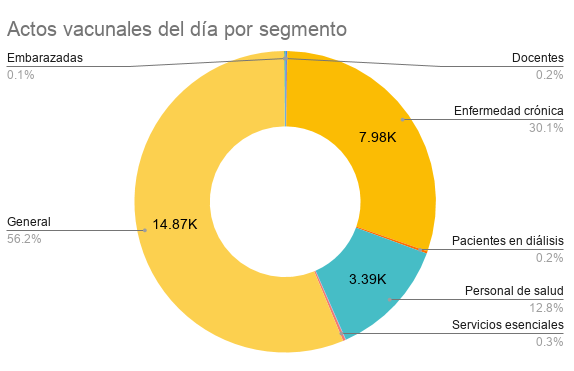 Actos vacunales del día por segmento
Embarazadas
0.1%
Docentes
0.2%
Enfermedad crónica
30.1%
7.98K
General
56.2%
14.87K
Pacientes en diálisis
0.2%
3.39K
Personal de salud
12.8%
Servicios esenciales
0.3%